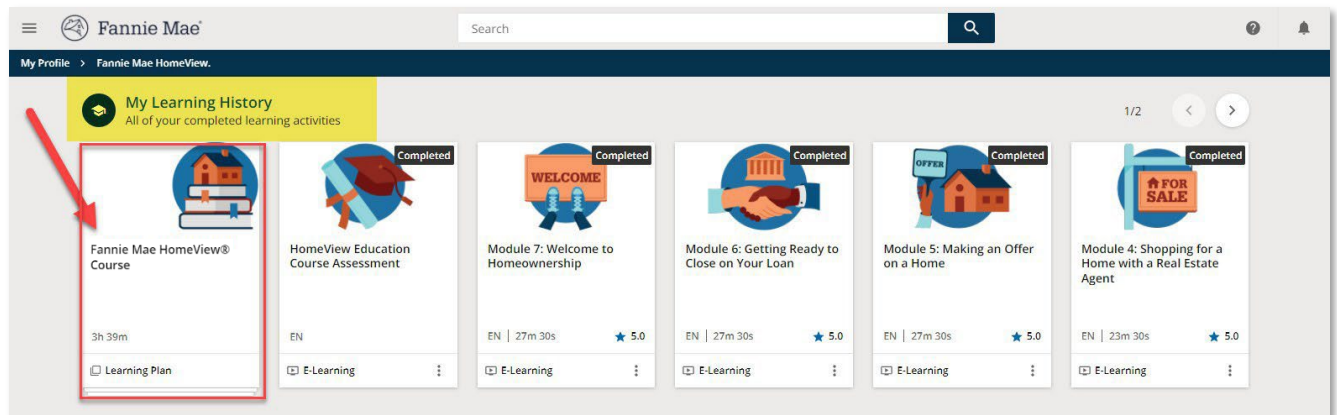 Fannie Mae®
Search
My Profile > Fannie Mae HomeView.
My Learning History
All of your completed learning activities
1/2
Fannie Mae HomeView®
Course
3h 39m
Learning Plan
Completed
HomeView Education
Course Assessment
EN
E-Learning
Completed
WELCOME
Module 7: Welcome to
Homeownership
EN | 27m 30s ★ 5.0
E-Learning
Completed
Module 6: Getting Ready to
Close on Your Loan
EN | 27m 30s ★ 5.0
E-Learning
Completed
OFFER
Module 5: Making an Offer
on a Home
EN | 27m 30s ★ 5.0
E-Learning
Completed
FOR
SALE
Module 4: Shopping for a
Home with a Real Estate
Agent
EN | 23m 30s ★ 5.0
E-Learning